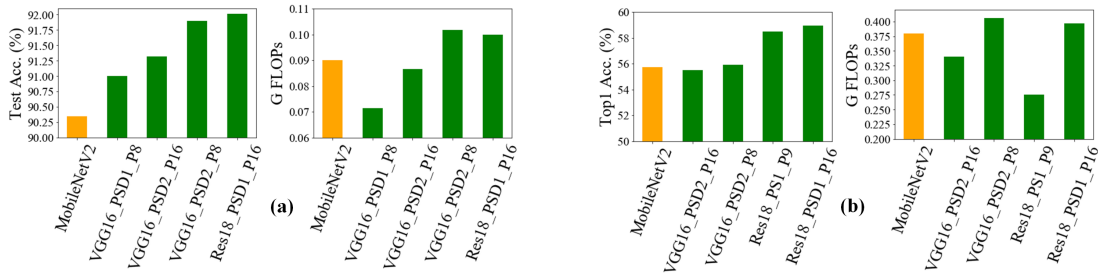 Test Acc. (%)
92.00
91.75
91.50
91.25
91.00
90.75
90.50
90.25
90.00
MobileNetV2
VGG16_PSD1_P8
VGG16_PSD2_P16
VGG16_PSD2_P8
Res18_PSD1_P16
G FLOPs
0.11
0.10
0.09
0.08
0.07
0.06
MobileNetV2
VGG16_PSD1_P8
VGG16_PSD2_P16
VGG16_PSD2_P8
Res18_PSD1_P16
(a)
Top1 Acc. (%)
60
58
56
54
52
50
MobileNetV2
VGG16_PSD2_P16
VGG16_PSD2_P8
Res18_PS1_P9
Res18_PSD1_P16
G FLOPs
0.400
0.375
0.350
0.325
0.300
0.275
0.250
0.225
0.200
MobileNetV2
VGG16_PSD2_P16
VGG16_PSD2_P8
Res18_PS1_P9
Res18_PSD1_P16
(b)